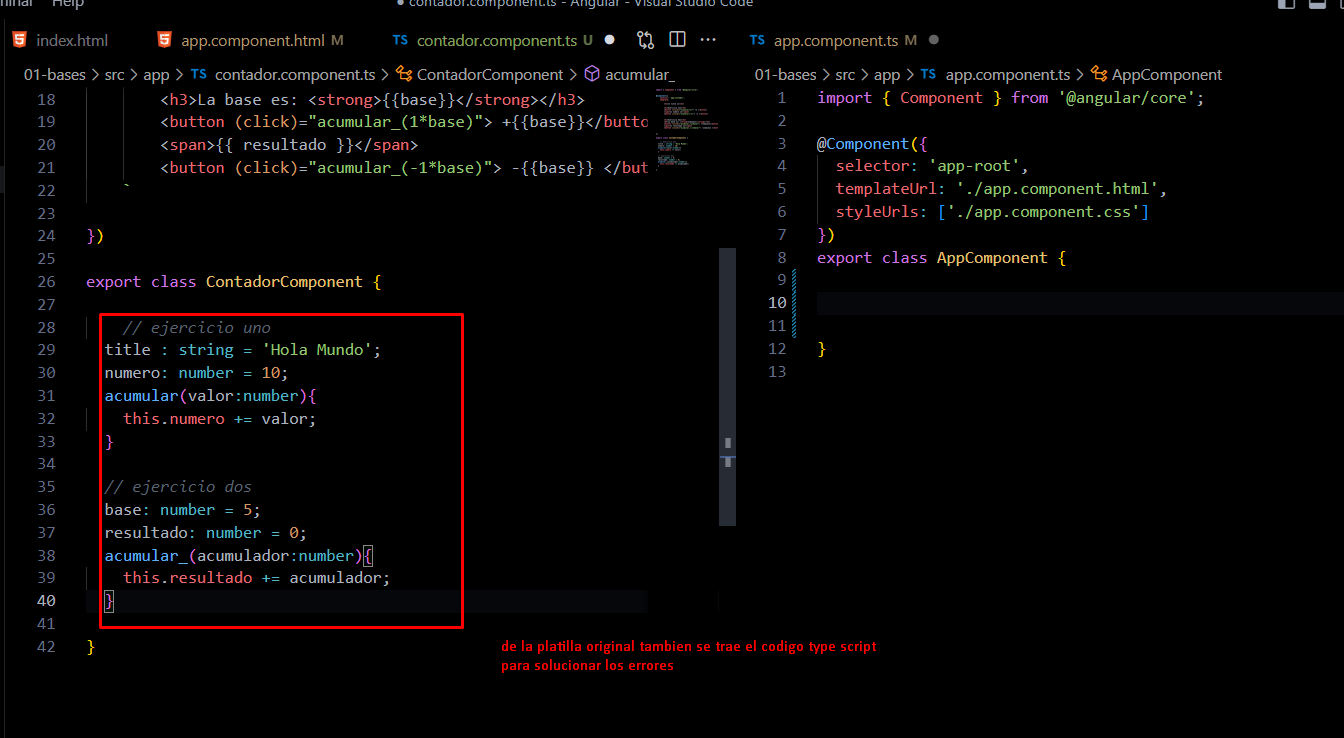 Help
contador.component.ts - Angular - Visual Studio Code
index.html
app.component.html M
TS contador.component.ts U
TS app.component.ts M
01-bases > src > app > TS contador.component.ts > ContadorComponent > acumular_
01-bases > src > app > TS app.component.ts > AppComponent
18 <h3>La base es: <strong>{{base}}</strong></h3>
19 <button (click)="acumular_(1*base)"> +{{base}}</butto
20 <span>{{ resultado }}</span>
21 <button (click)="acumular_(-1*base)"> -{{base}} </but
22 `
23
24 })
25
26 export class ContadorComponent {
27
28 // ejercicio uno
29 title : string = 'Hola Mundo';
30 numero: number = 10;
31 acumular(valor:number){
32 this.numero += valor;
33 }
34
35 // ejercicio dos
36 base: number = 5;
37 resultado: number = 0;
38 acumular_(acumulador:number){
39 this.resultado += acumulador;
40 }
41
42 }
1 import { Component } from '@angular/core';
2
3 @Component({
4 selector: 'app-root',
5 templateUrl: './app.component.html',
6 styleUrls: ['./app.component.css']
7 })
8 export class AppComponent {
9
10
11
12 }
13
de la platilla original tambien se trae el codigo type script
para solucionar los errores